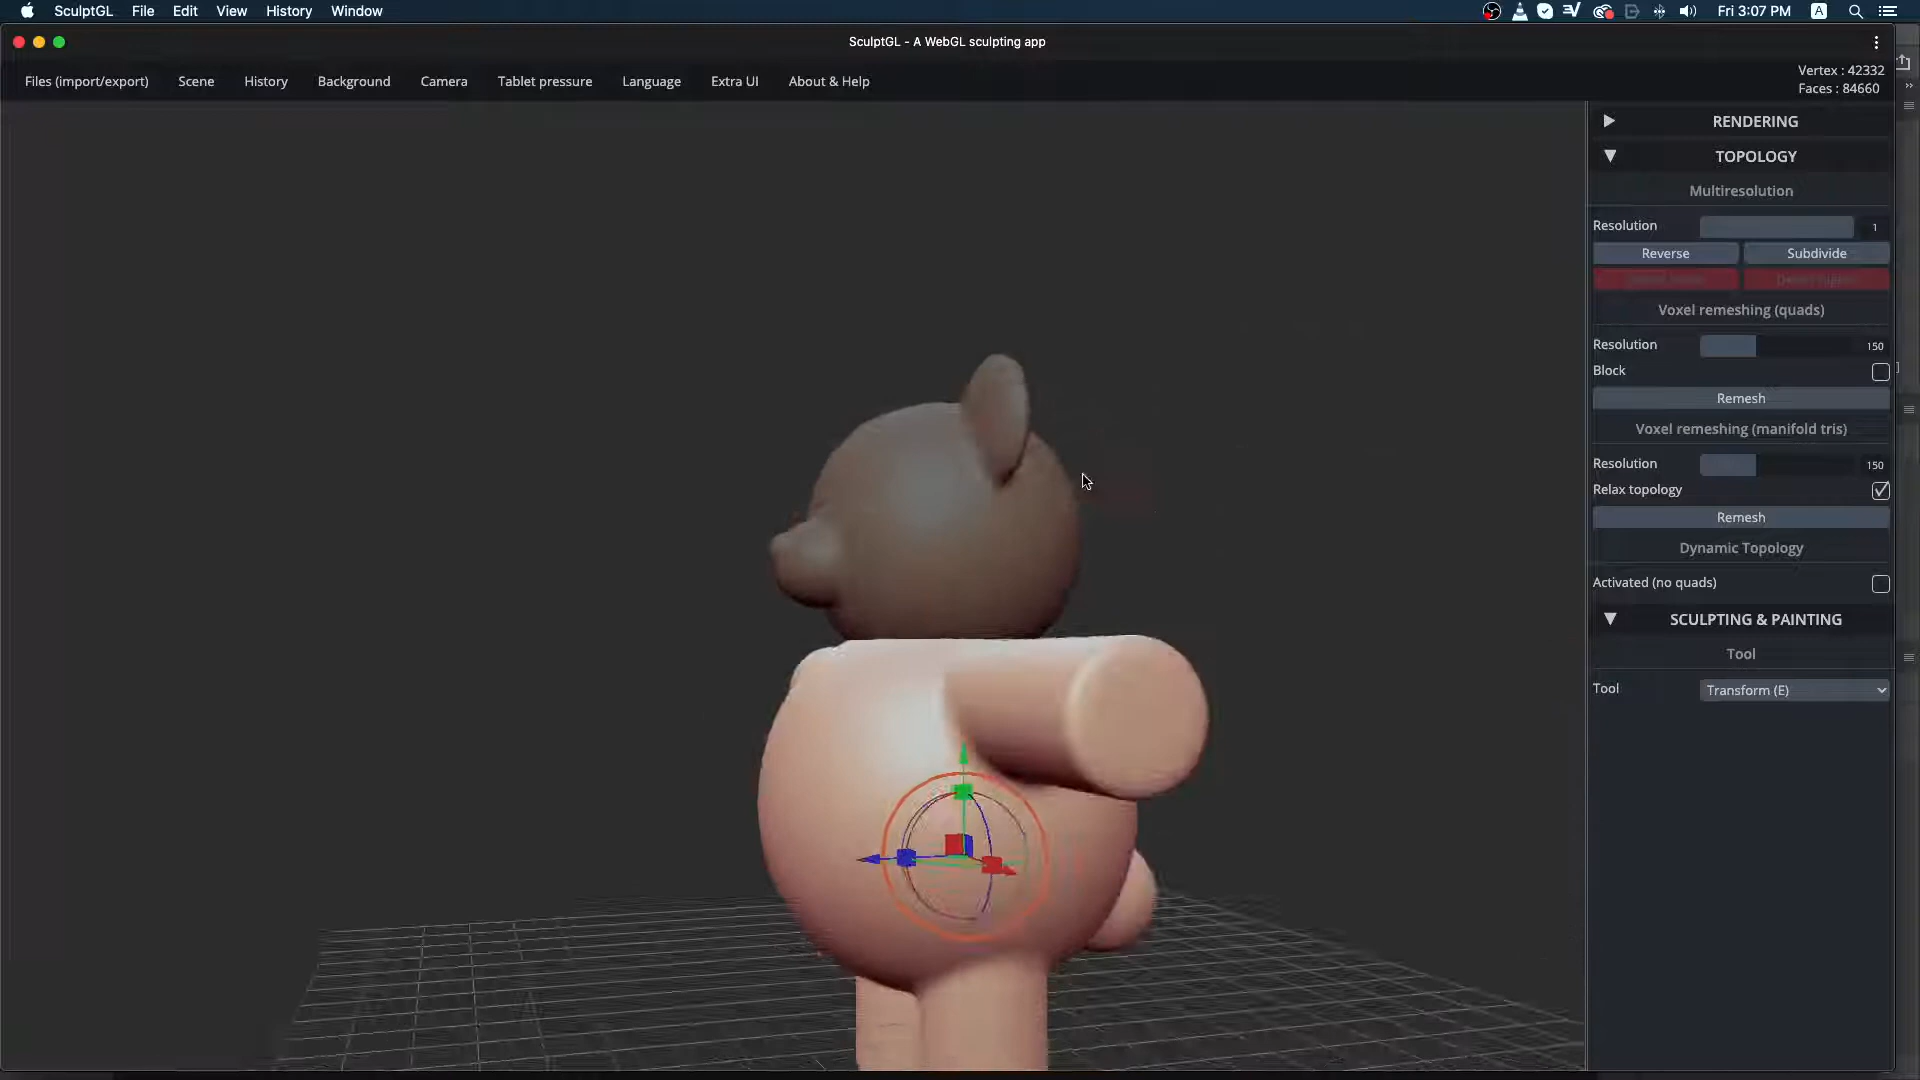 SculptGL File Edit View History Window
Fri 3:07 PM A
SculptGL - A WebGL sculpting app
Files (import/export) Scene History Background Camera Tablet pressure Language Extra UI About & Help
Vertex : 42332
Faces : 84660
RENDERING
TOPOLOGY
Multiresolution
Resolution 1
Reverse Subdivide
Voxel remeshing (quads)
Resolution 150
Block
Remesh
Voxel remeshing (manifold tris)
Resolution 150
Relax topology
Remesh
Dynamic Topology
Activated (no quads)
SCULPTING & PAINTING
Tool
Tool Transform (E)